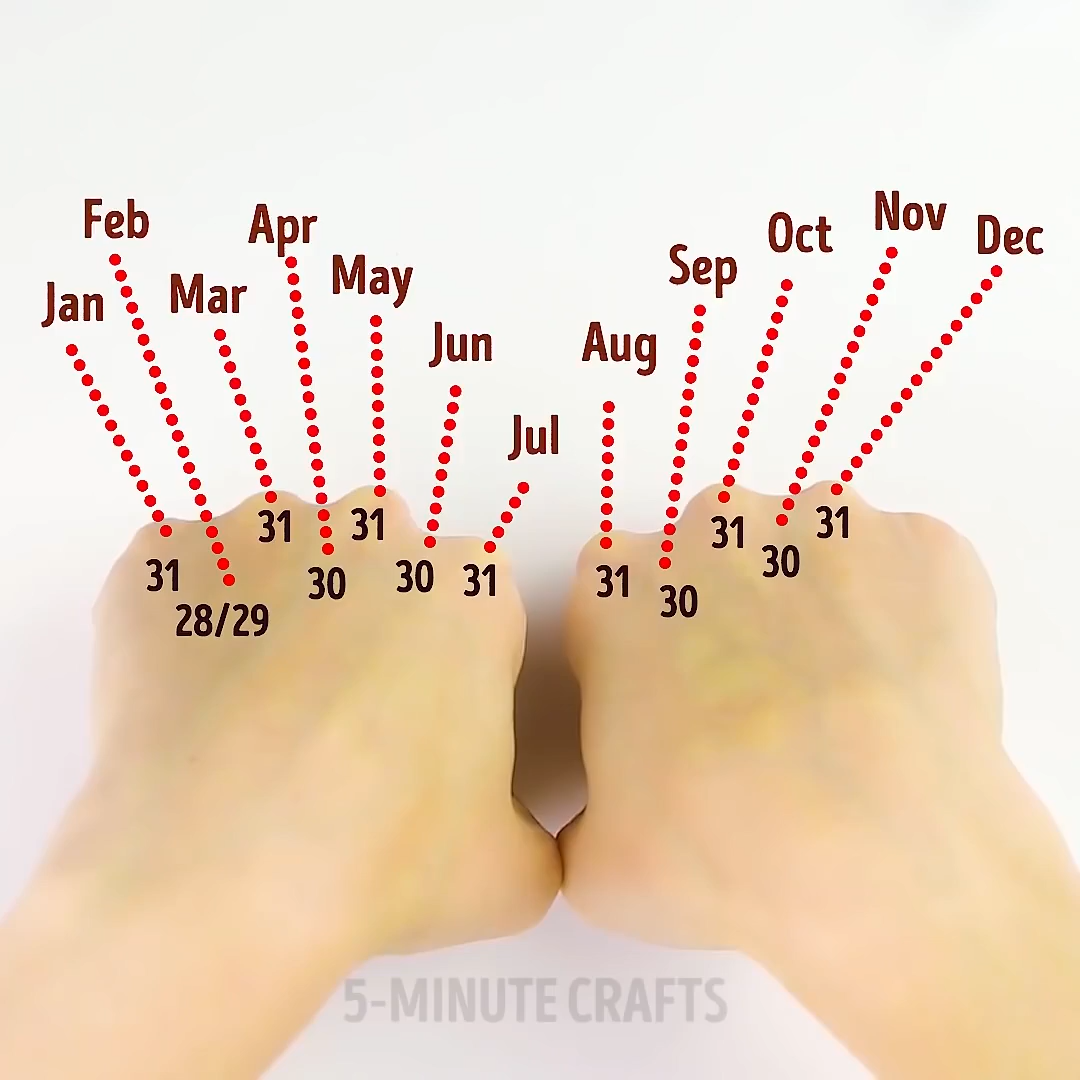 Jan
Feb
Mar
Apr
May
Jun
Jul
Aug
Sep
Oct
Nov
Dec
31
28/29
31
30
31
30
31
31
30
31
30
31
5-MINUTE CRAFTS